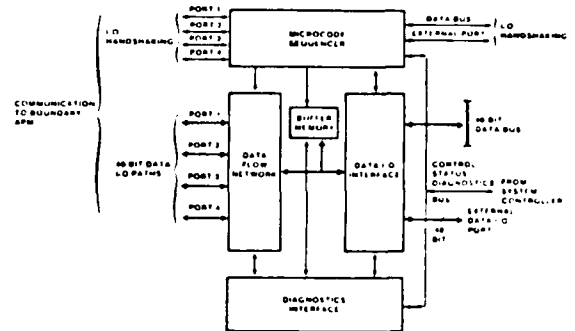 PORT 1
PORT 2
PORT 3
PORT 4
I/O
HANDSHAKING
MICROCODE
SEQUENCER
DATA BUS
EXTERNAL PORT
I/O
HANDSHAKING
COMMUNICATION
TO BOUNDARY
APM
16 BIT DATA
I/O PATHS
PORT 1
PORT 2
PORT 3
PORT 4
DATA
FLOW
NETWORK
BUFFER
MEMORY
DATA I/O
INTERFACE
16 BIT
DATA BUS
CONTROL
STATUS
DIAGNOSTICS
BUS
FROM
SYSTEM
CONTROLLER
EXTERNAL
DATA I/O
PORT
BIT
DIAGNOSTICS
INTERFACE